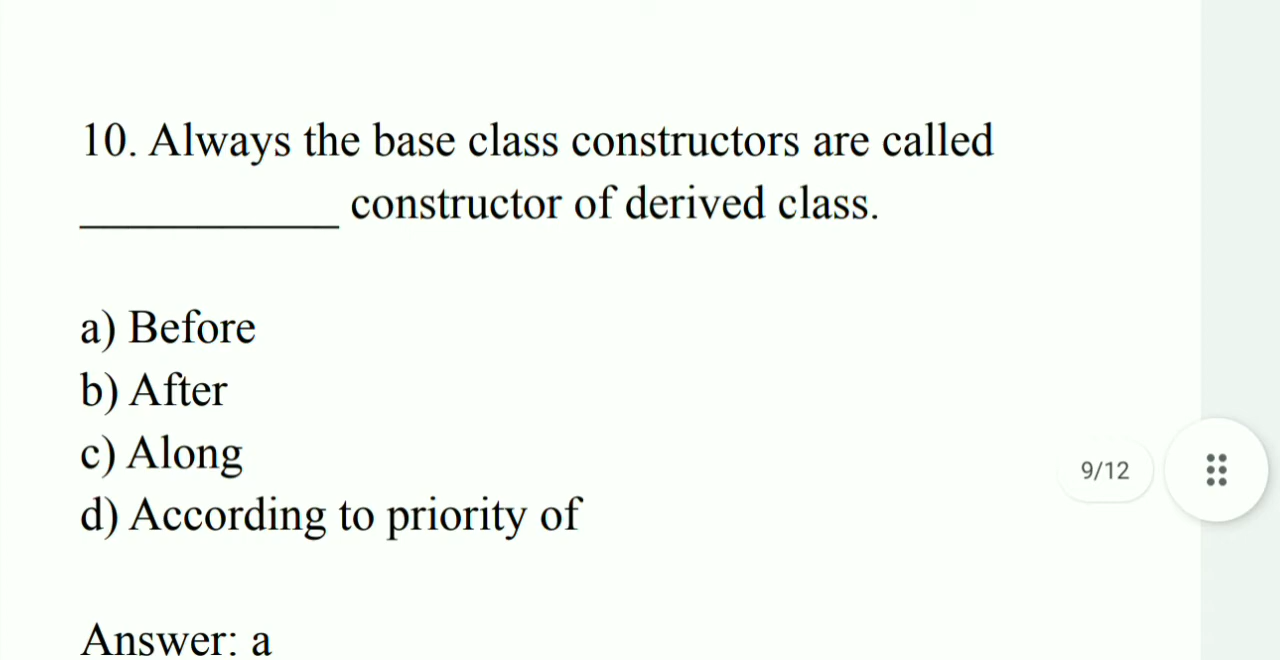 10. Always the base class constructors are called
_____________ constructor of derived class.
a) Before
b) After
c) Along
d) According to priority of
9/12
Answer: a